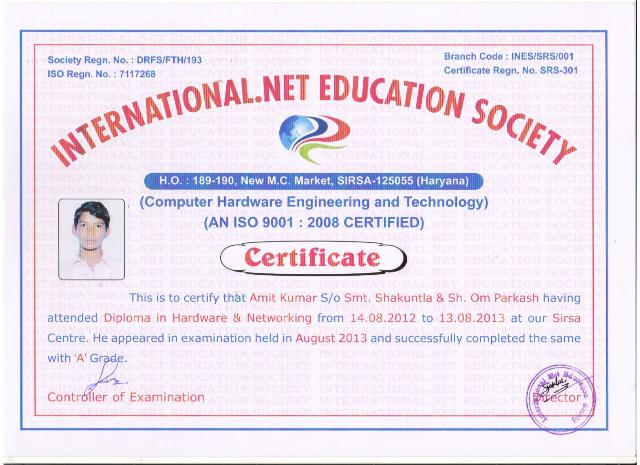 Society Regn. No. : DRFS/FTH/193
ISO Regn. No. : 7117268
Branch Code : INES/SRS/001
Certificate Regn. No. SRS-301
INTERNATIONAL.NET EDUCATION SOCIETY
H.O. : 189-190, New M.C. Market, SIRSA-125055 (Haryana)
(Computer Hardware Engineering and Technology)
(AN ISO 9001 : 2008 CERTIFIED)
Certificate
This is to certify that Amit Kumar S/o Smt. Shakuntla & Sh. Om Parkash having
attended Diploma in Hardware & Networking from 14.08.2012 to 13.08.2013 at our Sirsa
Centre. He appeared in examination held in August 2013 and successfully completed the same
with 'A' Grade.
Controller of Examination
Director
International Net Education Society